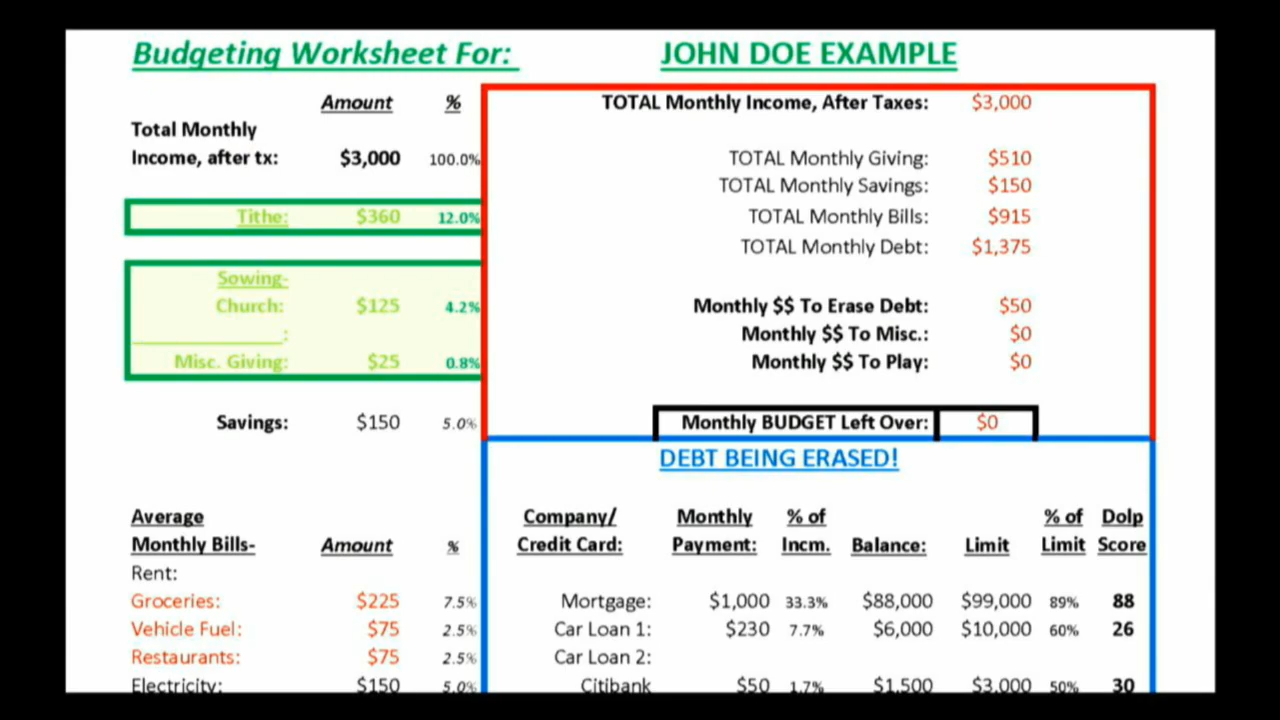 Budgeting Worksheet For:
JOHN DOE EXAMPLE
Amount %
Total Monthly
Income, after tx: $3,000 100.0%
Tithe: $360 12.0%
Sowing-
Church: $125 4.2%
_______________:
Misc. Giving: $25 0.8%
Savings: $150 5.0%
TOTAL Monthly Income, After Taxes: $3,000
TOTAL Monthly Giving: $510
TOTAL Monthly Savings: $150
TOTAL Monthly Bills: $915
TOTAL Monthly Debt: $1,375
Monthly $$ To Erase Debt: $50
Monthly $$ To Misc.: $0
Monthly $$ To Play: $0
Monthly BUDGET Left Over: $0
Average
Monthly Bills- Amount %
Rent:
Groceries: $225 7.5%
Vehicle Fuel: $75 2.5%
Restaurants: $75 2.5%
Electricity: $150 5.0%
DEBT BEING ERASED!
Company/ Monthly % of % of Dolp
Credit Card: Payment: Incm. Balance: Limit Limit Score
Mortgage: $1,000 33.3% $88,000 $99,000 89% 88
Car Loan 1: $230 7.7% $6,000 $10,000 60% 26
Car Loan 2:
Citibank $50 1.7% $1,500 $3,000 50% 30